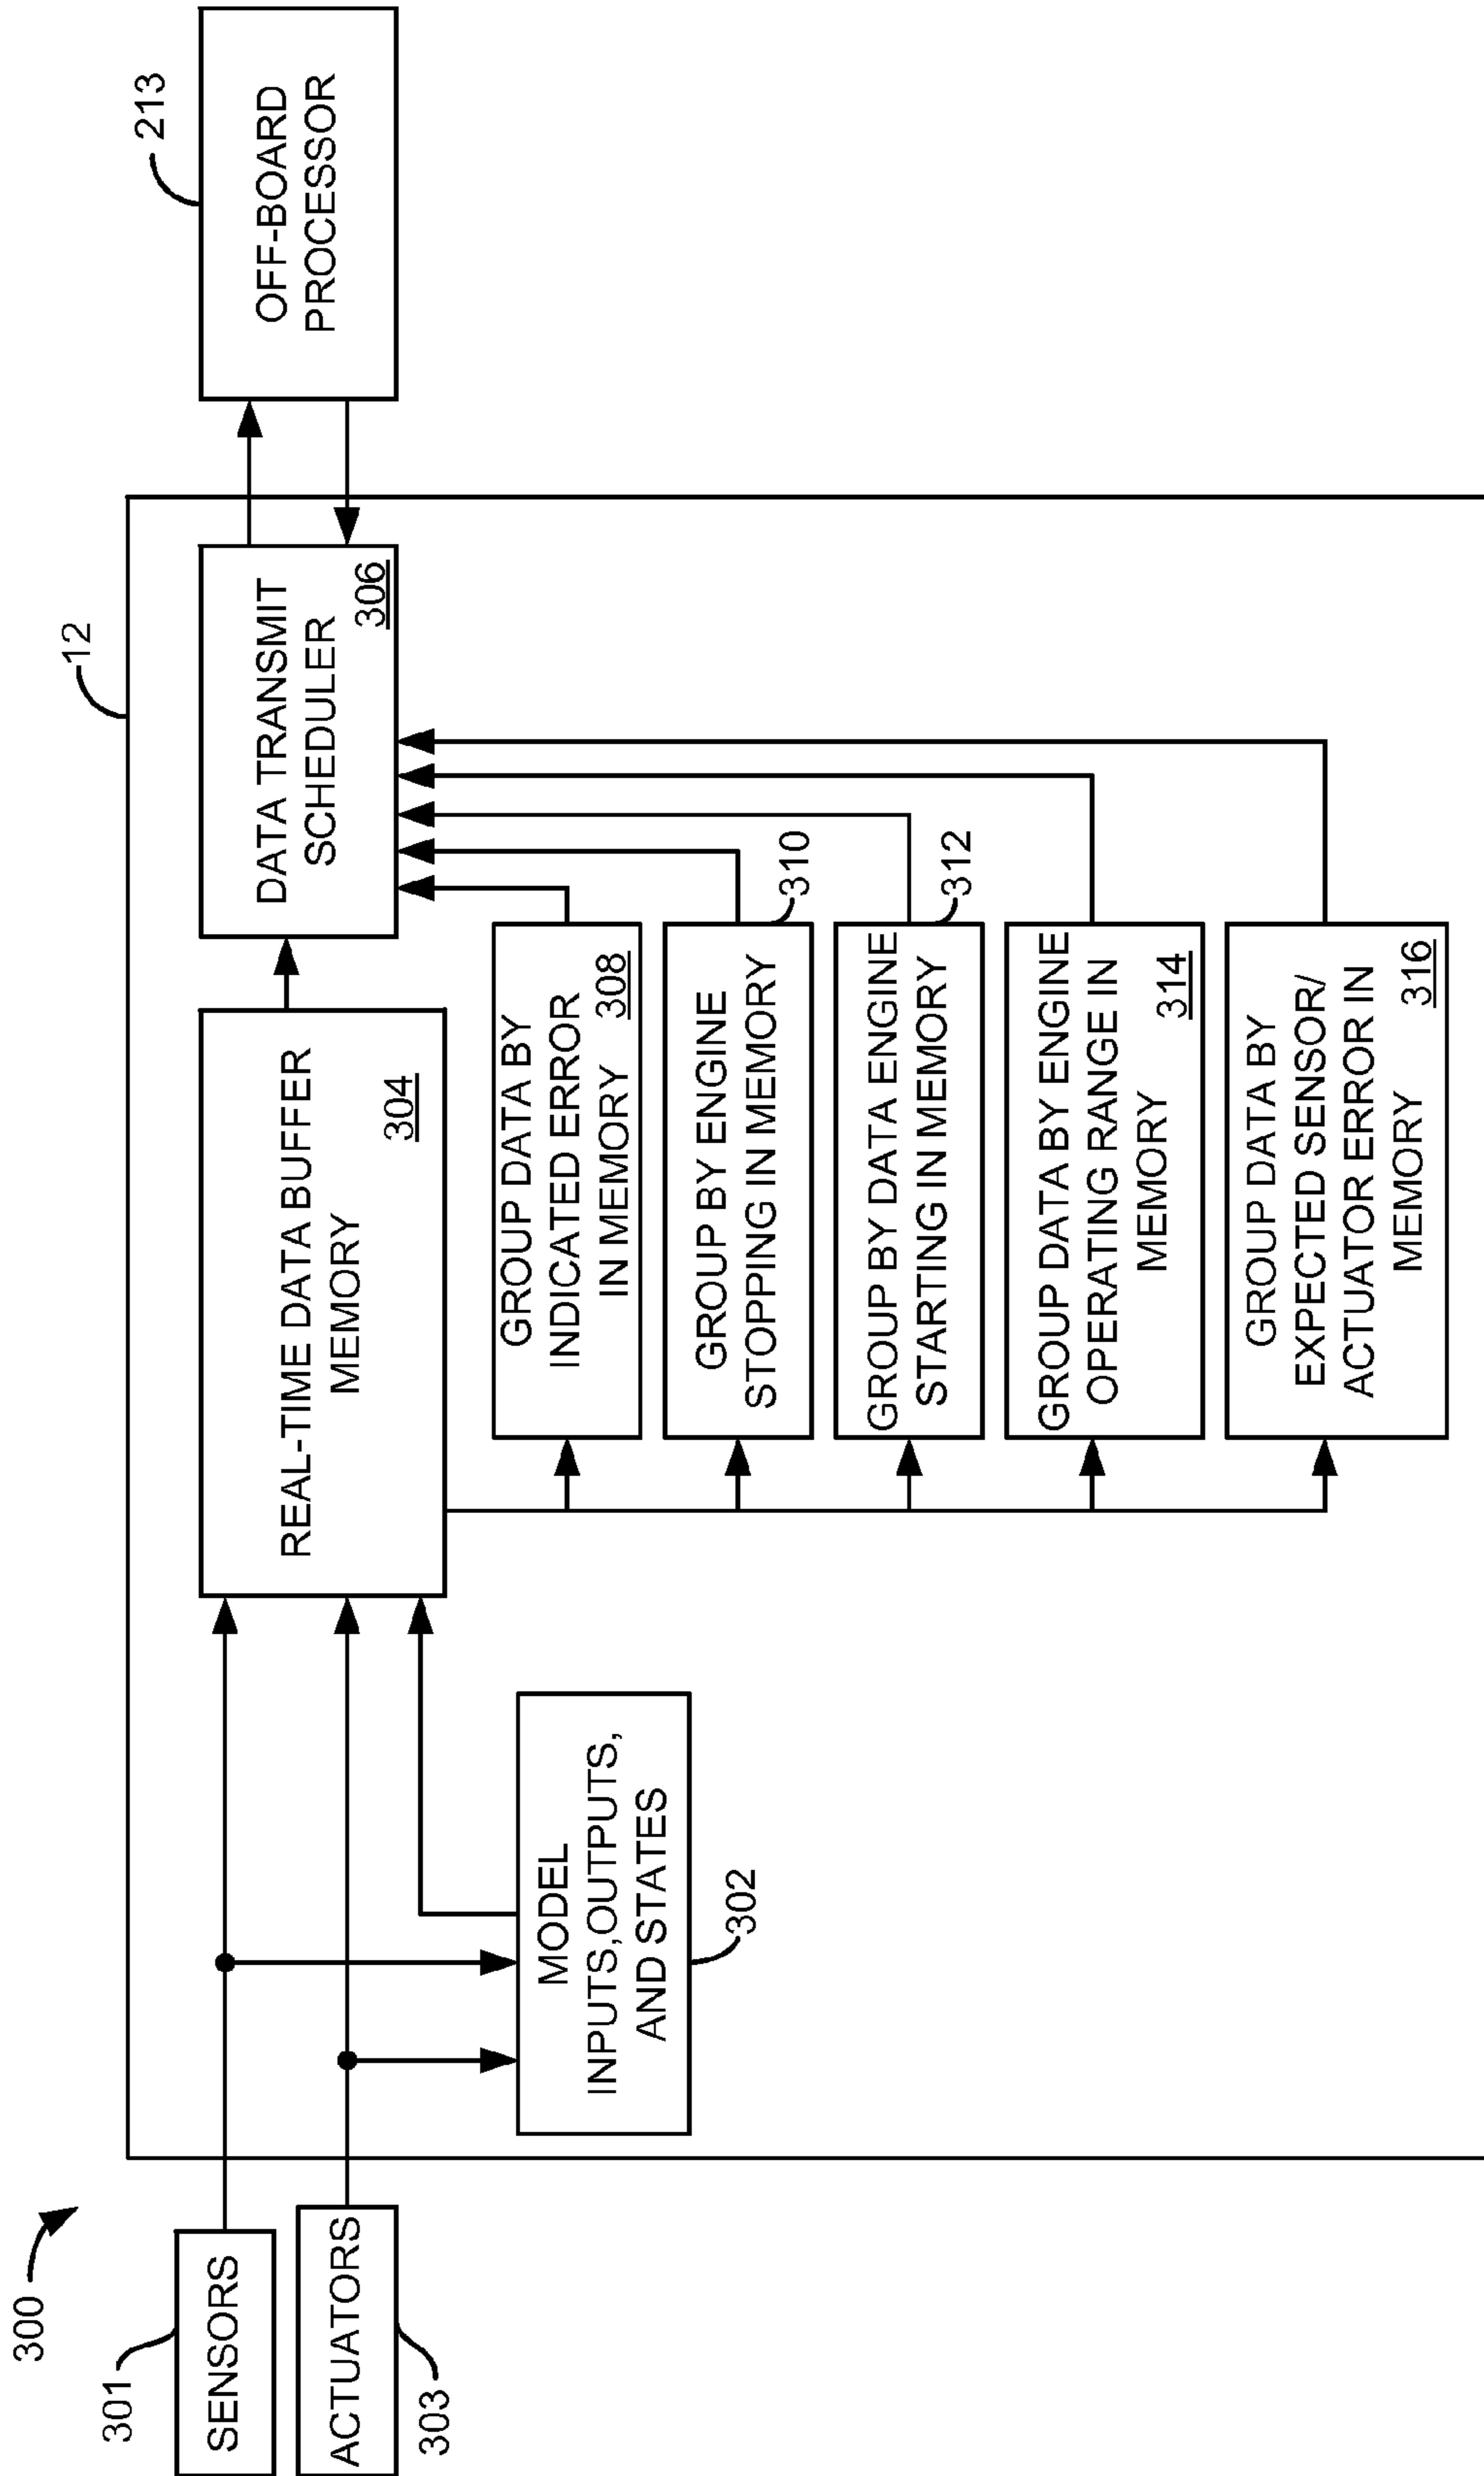 300
301
SENSORS
ACTUATORS
303
12
MODEL
INPUTS,OUTPUTS,
AND STATES
302
REAL-TIME DATA BUFFER
MEMORY
304
DATA TRANSMIT
SCHEDULER
306
213
OFF-BOARD
PROCESSOR
GROUP DATA BY
INDICATED ERROR
IN MEMORY
308
GROUP BY ENGINE
STOPPING IN MEMORY
310
GROUP BY DATA ENGINE
STARTING IN MEMORY
312
GROUP DATA BY ENGINE
OPERATING RANGE IN
MEMORY
314
GROUP DATA BY
EXPECTED SENSOR/
ACTUATOR ERROR IN
MEMORY
316